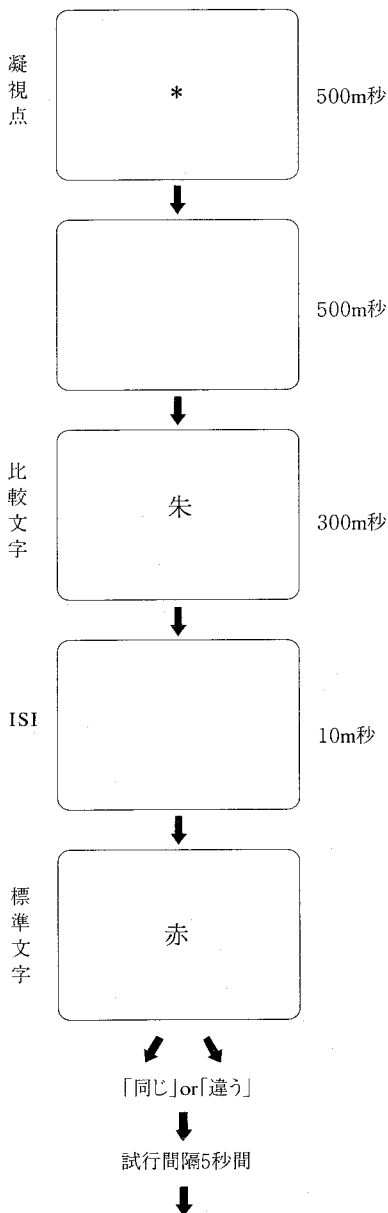 凝視点
*
500m秒
500m秒
比較文字
朱
300m秒
ISI
10m秒
標準文字
赤
「同じ」or「違う」
試行間隔5秒間